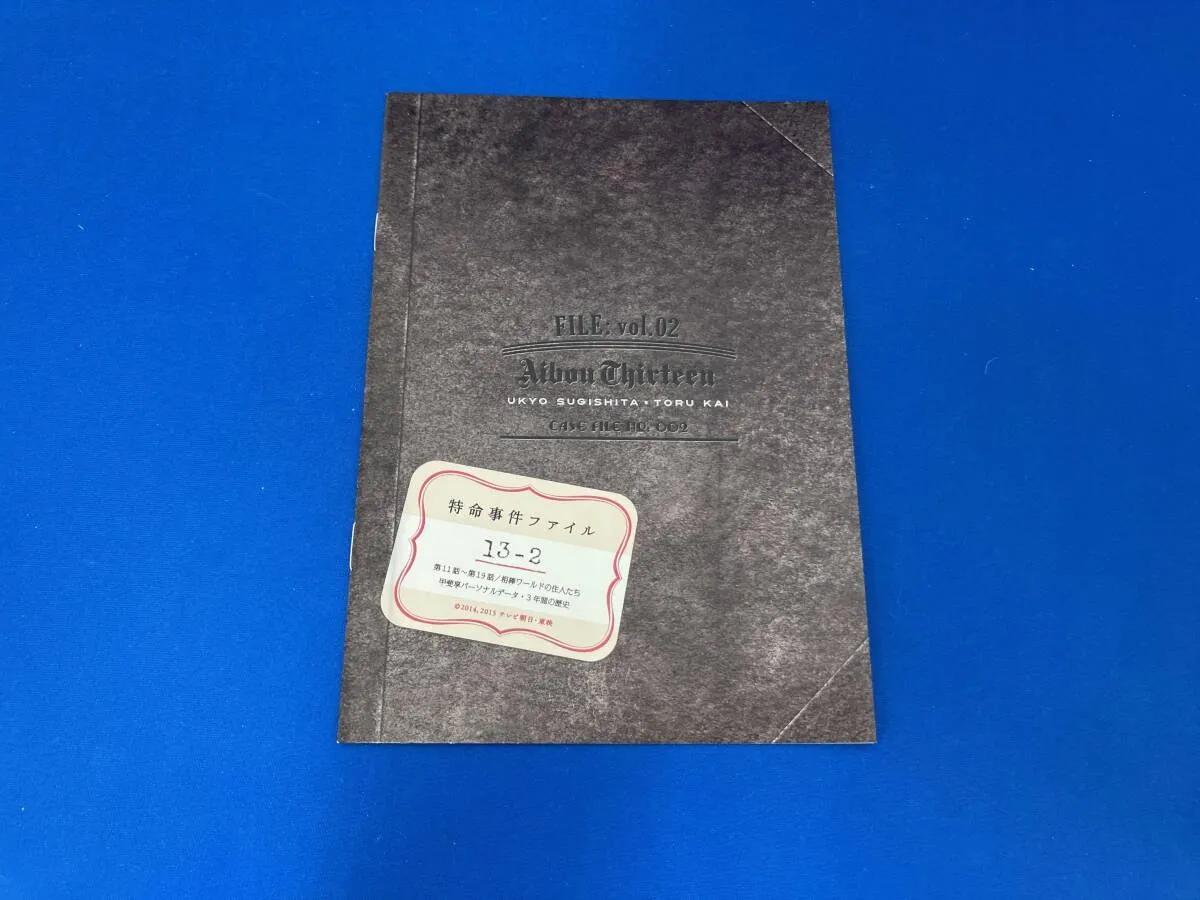 FILE: vol.02
Aibou Thirteen
UKYO SUGISHITA • TORU KAI
CASE FILE NO. 002
特命事件ファイル
13-2
第11話～第19話/相棒ワールドの住人たち
甲斐享パーソナルデータ・3年間の歴史
©2014, 2015 テレビ朝日・東映